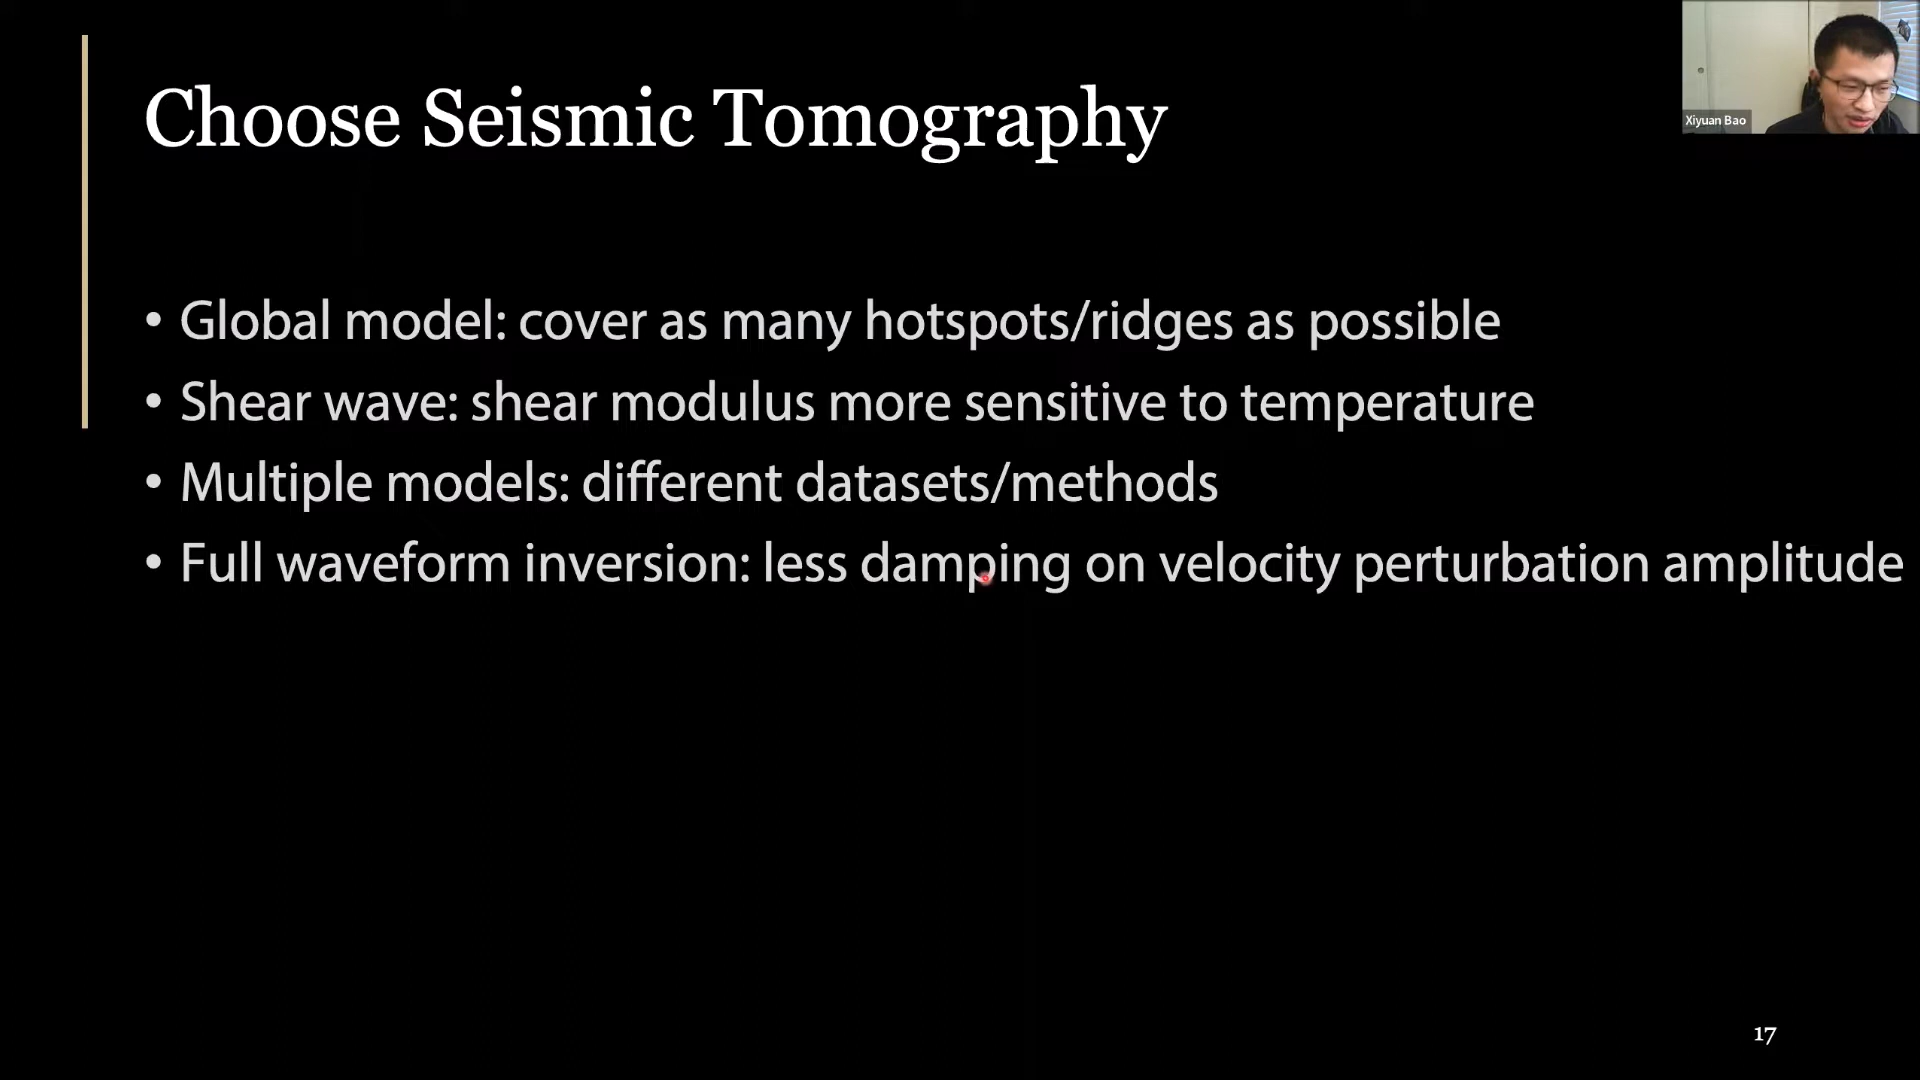 Choose Seismic Tomography
Xiyuan Bao
• Global model: cover as many hotspots/ridges as possible
• Shear wave: shear modulus more sensitive to temperature
• Multiple models: different datasets/methods
• Full waveform inversion: less damping on velocity perturbation amplitude
17